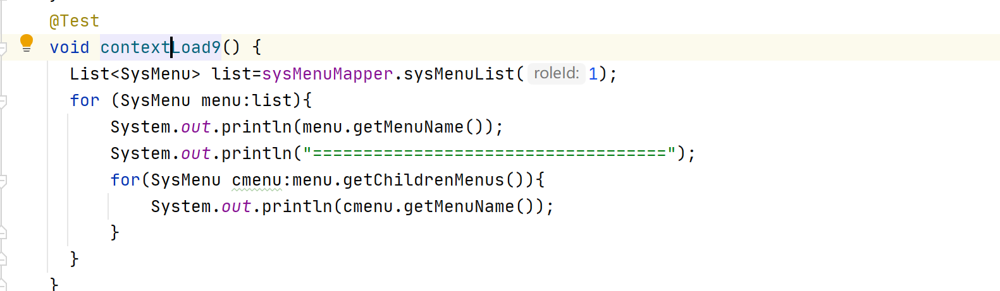 @Test
void contextLoad9() {
List<SysMenu> list=sysMenuMapper.sysMenuList( roleId: 1);
for (SysMenu menu:list){
System.out.println(menu.getMenuName());
System.out.println("===================================");
for(SysMenu cmenu:menu.getChildrenMenus()){
System.out.println(cmenu.getMenuName());
}
}
}